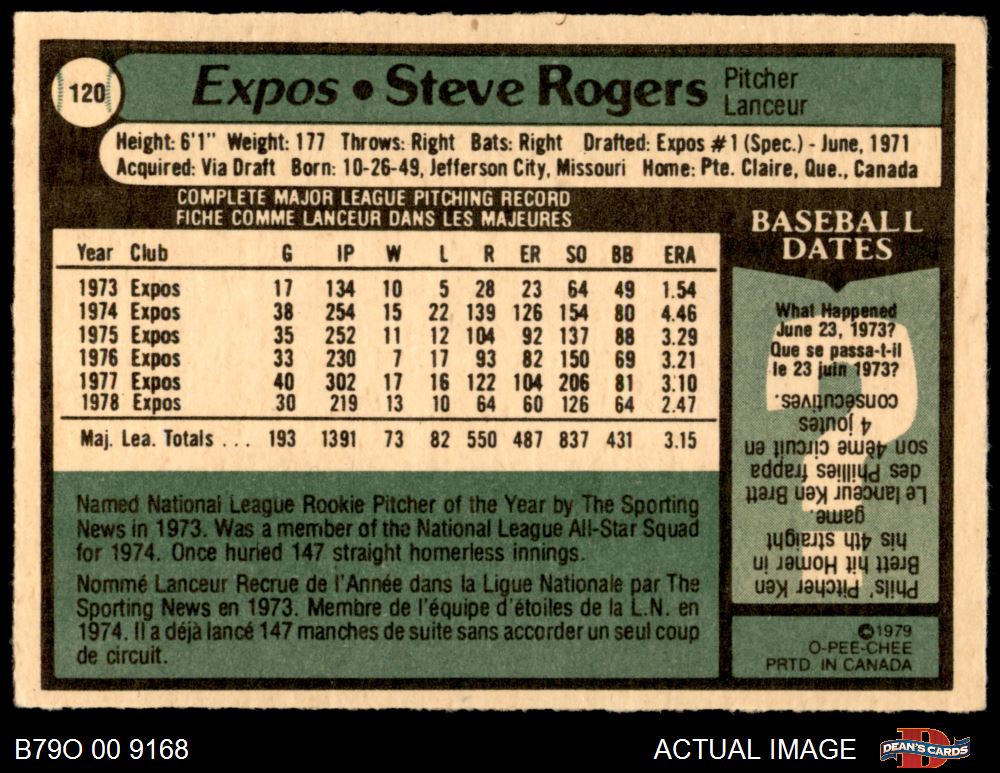 120
Expos • Steve Rogers Pitcher
Lanceur
Height: 6'1" Weight: 177 Throws: Right Bats: Right Drafted: Expos #1 (Spec.) - June, 1971
Acquired: Via Draft Born: 10-26-49, Jefferson City, Missouri Home: Pte. Claire, Que., Canada
COMPLETE MAJOR LEAGUE PITCHING RECORD
FICHE COMME LANCEUR DANS LES MAJEURES
Year Club G IP W L R ER SO BB ERA
1973 Expos 17 134 10 5 28 23 64 49 1.54
1974 Expos 38 254 15 22 139 126 154 80 4.46
1975 Expos 35 252 11 12 104 92 137 88 3.29
1976 Expos 33 230 7 17 93 82 150 69 3.21
1977 Expos 40 302 17 16 122 104 206 81 3.10
1978 Expos 30 219 13 10 64 60 126 64 2.47
Maj. Lea. Totals . . . 193 1391 73 82 550 487 837 431 3.15
Named National League Rookie Pitcher of the Year by The Sporting
News in 1973. Was a member of the National League All-Star Squad
for 1974. Once hurled 147 straight homerless innings.
Nommé Lanceur Recrue de l'Année dans la Ligue Nationale par The
Sporting News en 1973. Membre de l'équipe d'étoiles de la L.N. en
1974. Il a déjà lancé 147 manches de suite sans accorder un seul coup
de circuit.
BASEBALL
DATES
What Happened
June 23, 1973?
Que se passa-t-il
le 23 juin 1973?
Phils' Pitcher Ken
Brett hit Homer in
his 4th straight
game.
Le lanceur Ken Brett
des Phillies frappa
son 4ème circuit en
4 joutes
consécutives.
©1979
O-PEE-CHEE
PRTD. IN CANADA
B79O 00 9168
ACTUAL IMAGE
DEAN'S CARDS